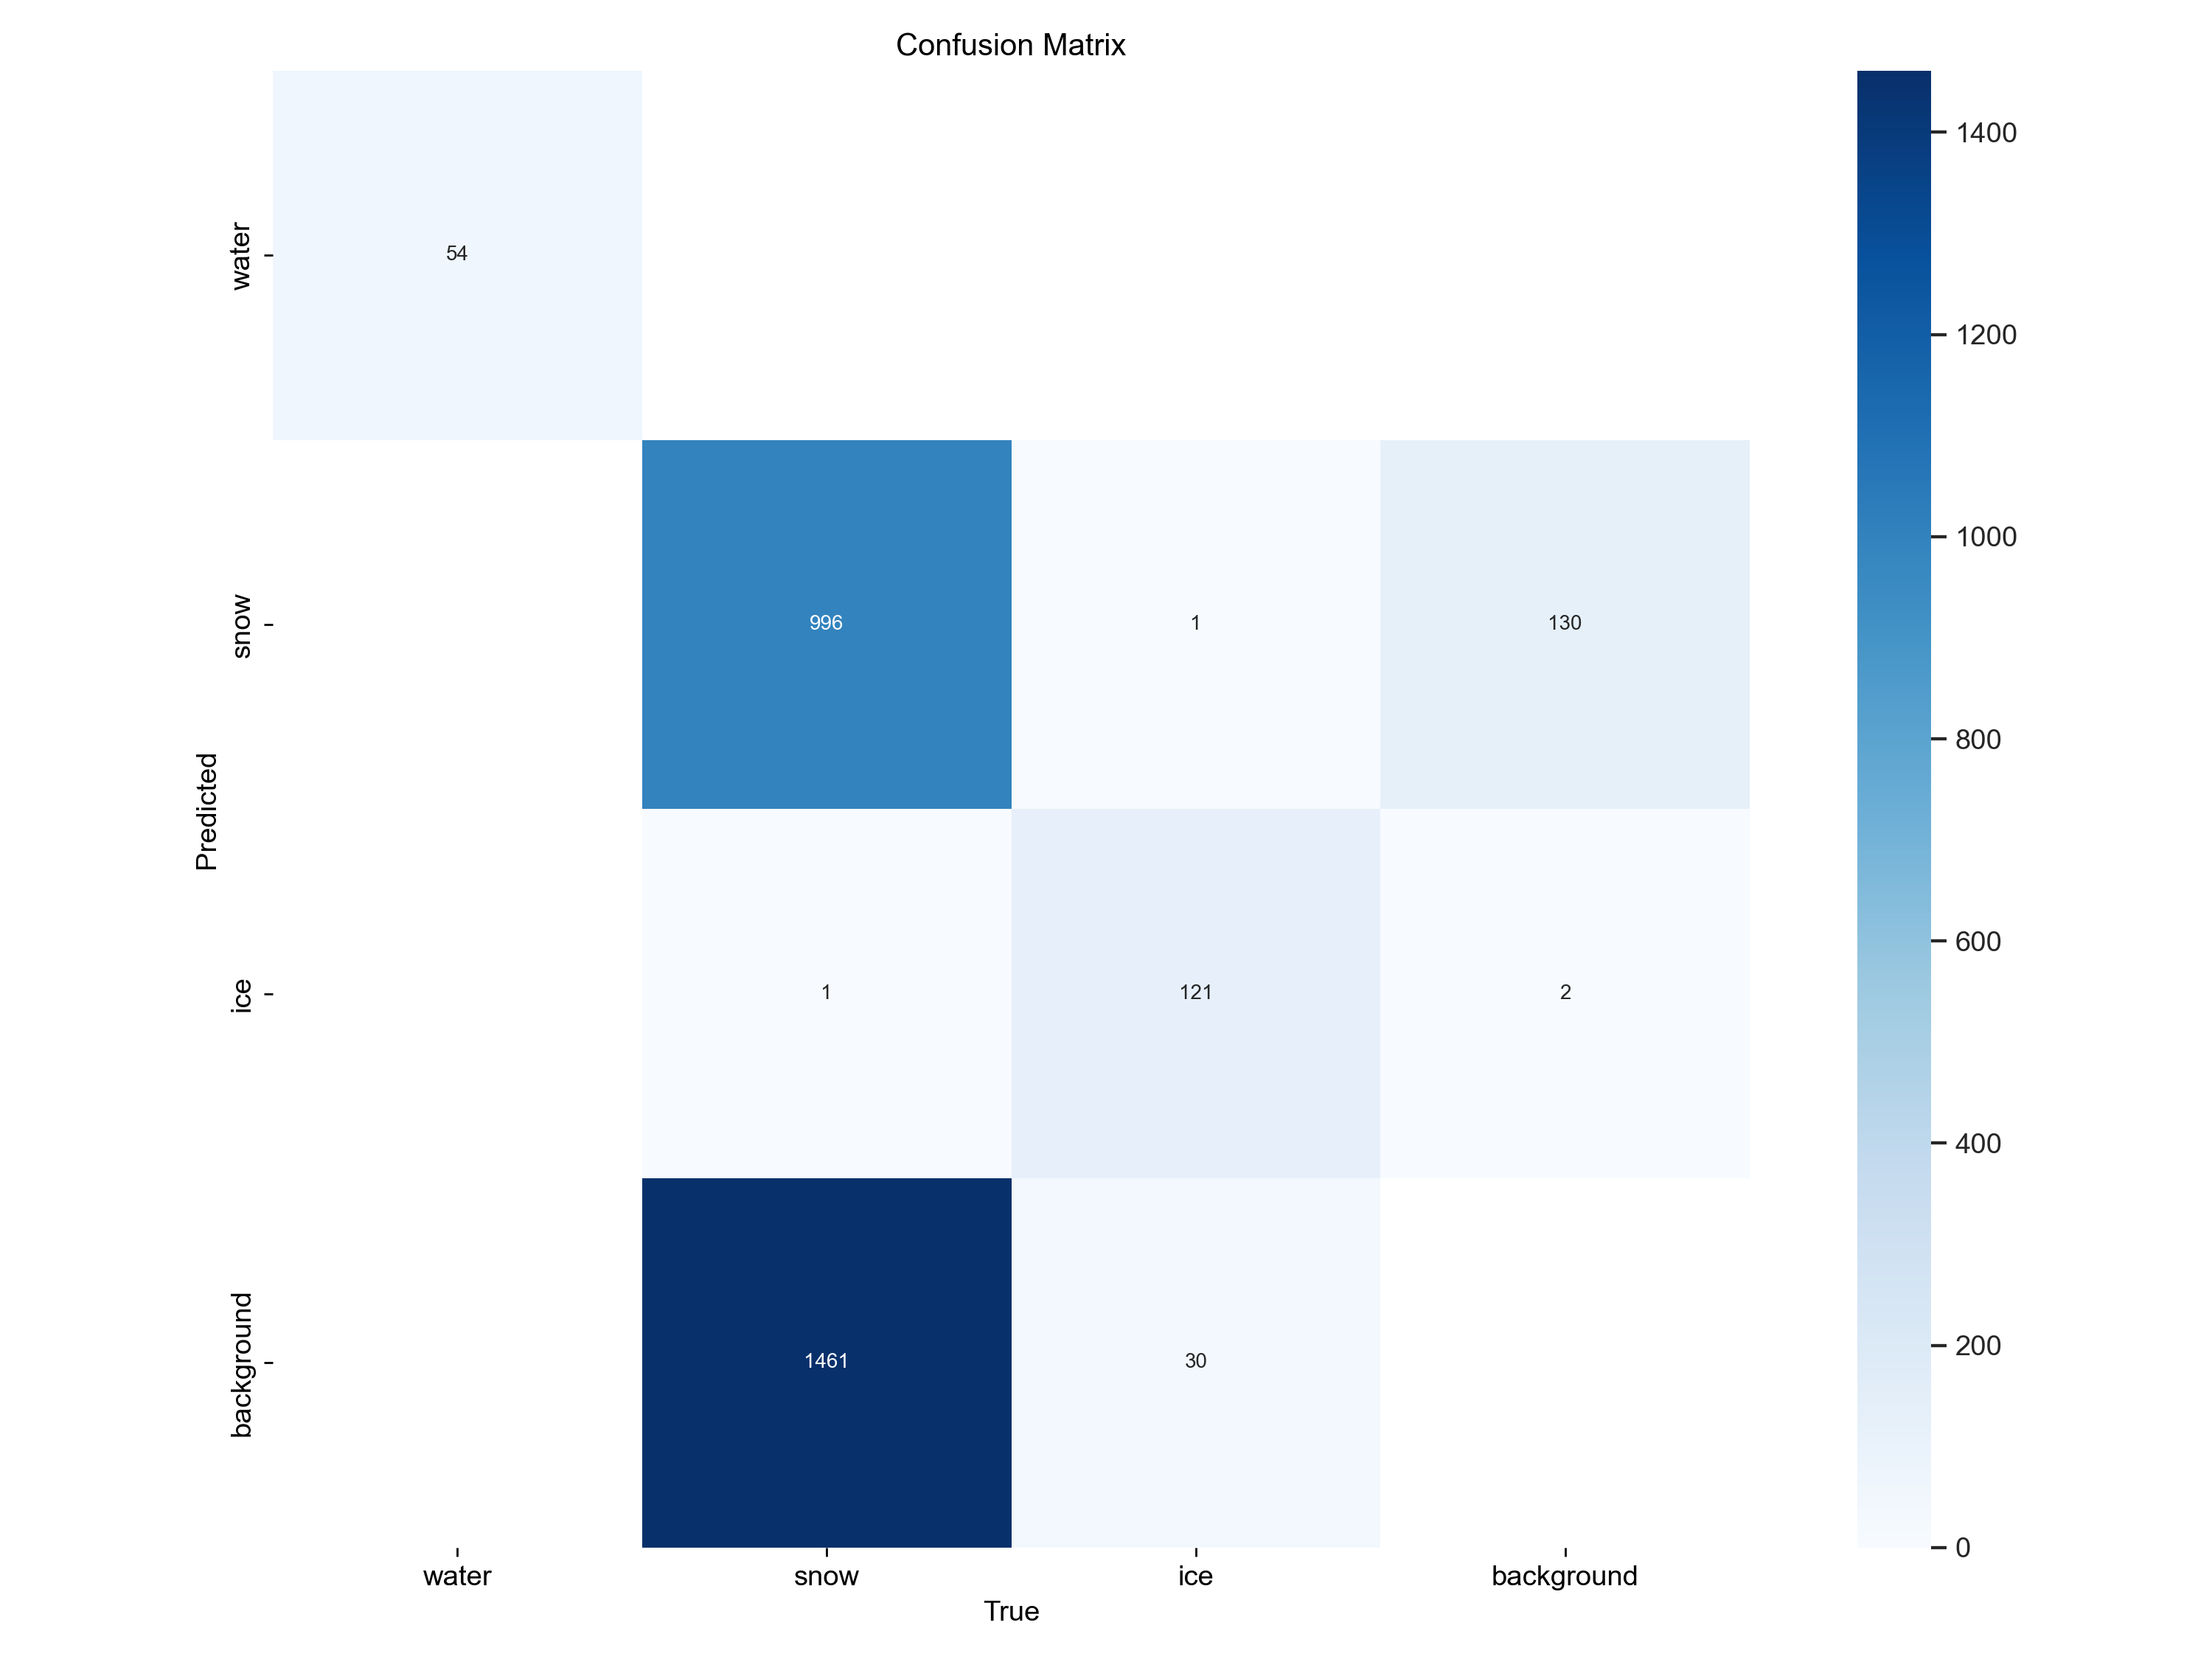 Confusion Matrix
water
54
snow
996
1
130
Predicted
ice
1
121
2
background
1461
30
water
snow
ice
background
True
1400
1200
1000
800
600
400
200
0